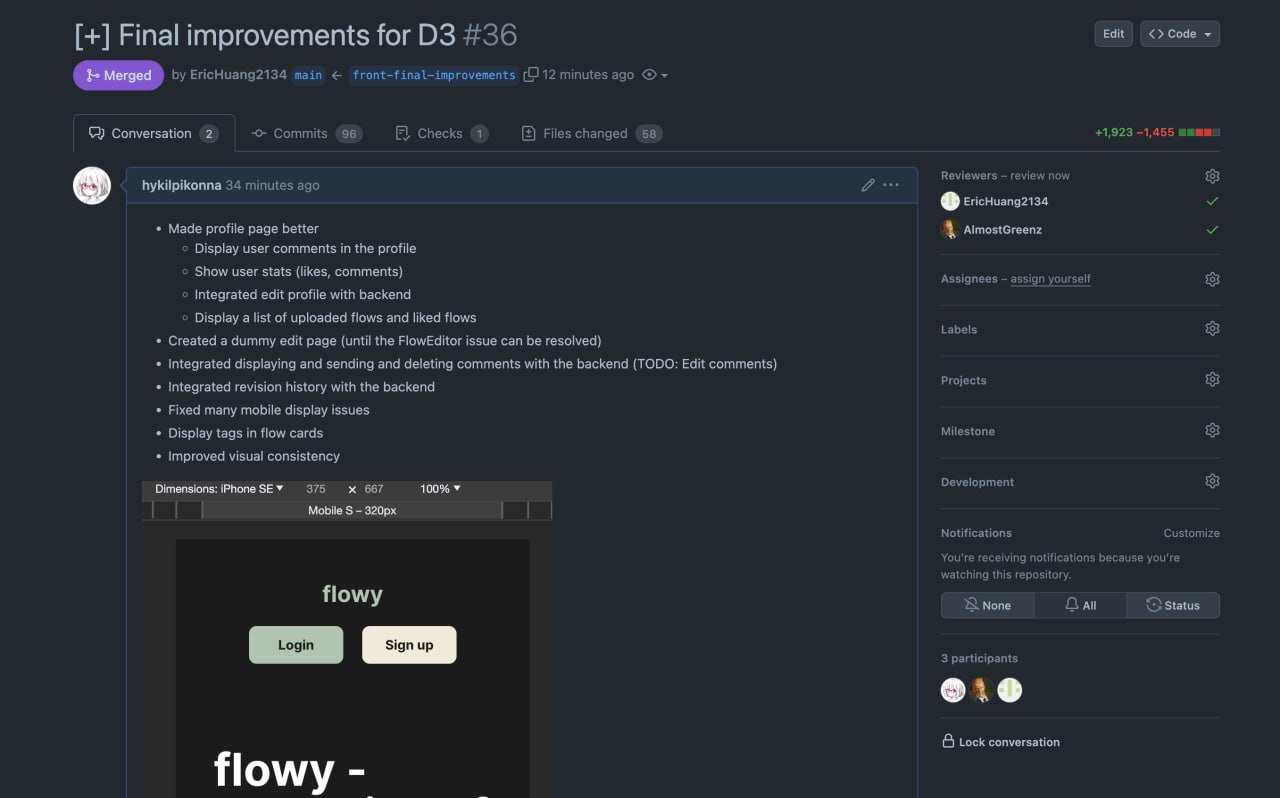 [+] Final improvements for D3 #36
Edit
<> Code
Merged
by EricHuang2134 main ← front-final-improvements 12 minutes ago
Conversation 2
Commits 96
Checks 1
Files changed 58
+1,923 −1,455
hykilpikonna 34 minutes ago
• Made profile page better
◦ Display user comments in the profile
◦ Show user stats (likes, comments)
◦ Integrated edit profile with backend
◦ Display a list of uploaded flows and liked flows
• Created a dummy edit page (until the FlowEditor issue can be resolved)
• Integrated displaying and sending and deleting comments with the backend (TODO: Edit comments)
• Integrated revision history with the backend
• Fixed many mobile display issues
• Display tags in flow cards
• Improved visual consistency
Dimensions: iPhone SE 375 × 667 100%
Mobile S – 320px
flowy
Login
Sign up
flowy -
Reviewers – review now
EricHuang2134
AlmostGreenz
Assignees – assign yourself
Labels
Projects
Milestone
Development
Notifications
Customize
You're receiving notifications because you're
watching this repository.
None
All
Status
3 participants
Lock conversation